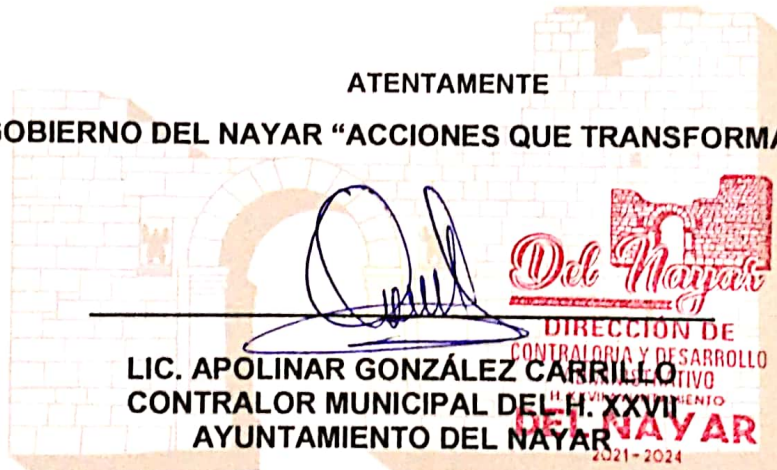 ATENTAMENTE
GOBIERNO DEL NAYAR “ACCIONES QUE TRANSFORMA
Del Nayar
DIRECCIÓN DE
CONTRALORIA Y DESARROLLO
LIC. APOLINAR GONZÁLEZ CARRILLO
CONTRALOR MUNICIPAL DEL H. XXVII
AYUNTAMIENTO DEL NAYAR
DEL NAYAR
2021-2024